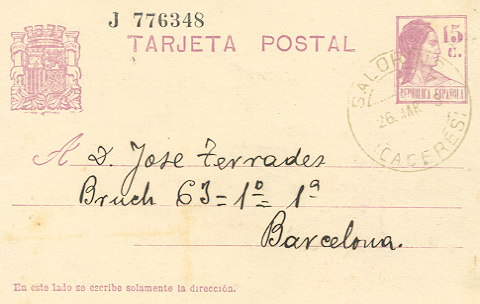 J 776348
TARJETA POSTAL
15 c.
REPUBLICA ESPAÑOLA
(CACERES)
A D. Jose Terrades
Bruch 63=1º=1ª
Barcelona.
En este lado se escribe solamente la dirección.